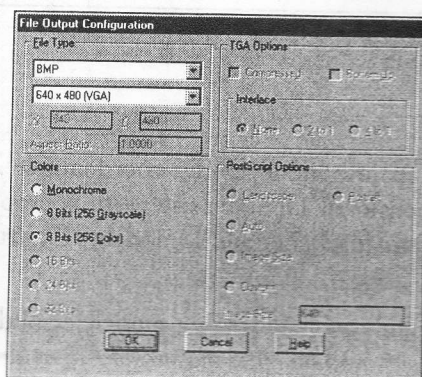 File Output Configuration
File Type
BMP
640 x 480 (VGA)
X: 640 Y: 480
Aspect Ratio: 1.0000
Colors
Monochrome
8 Bits (256 Grayscale)
8 Bits (256 Color)
16 Bits
24 Bits
32 Bits
TGA Options
Compressed Bottom Up
Interlace
None 2 to 1 4 to 1
PostScript Options
Landscape Portrait
Auto
Image Size
OK Cancel Help